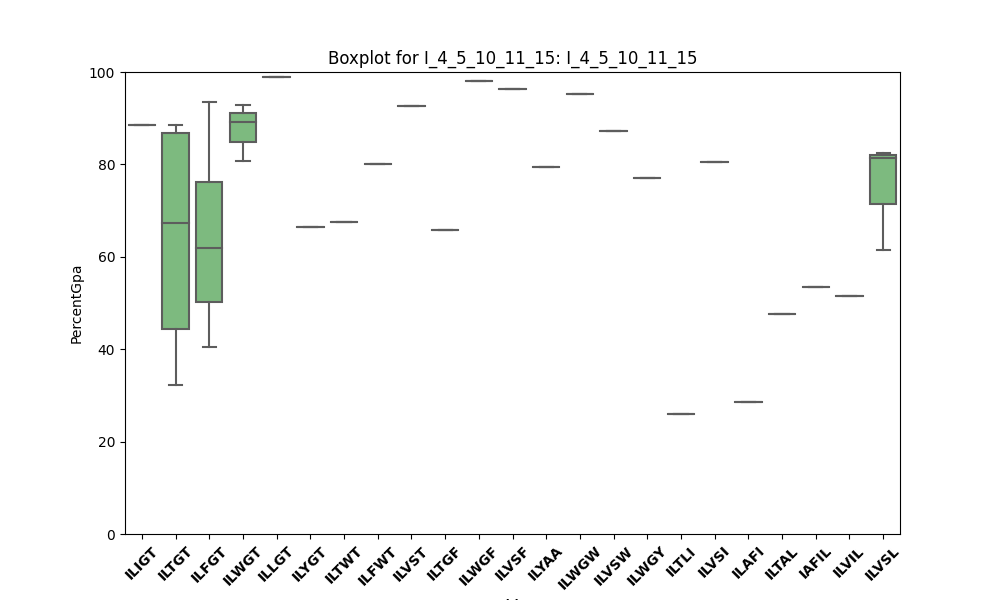 Boxplot for I_4_5_10_11_15: I_4_5_10_11_15
100
80
60
40
20
0
PercentGpa
ILIGT
ILTGT
ILFGT
ILWGT
ILLGT
ILYGT
ILTWT
ILFWT
ILVST
ILTGF
ILWGF
ILVSF
ILYAA
ILWGW
ILVSW
ILWGY
ILTLI
ILVSI
ILAFI
ILTAL
IAFIL
ILVIL
ILVSL